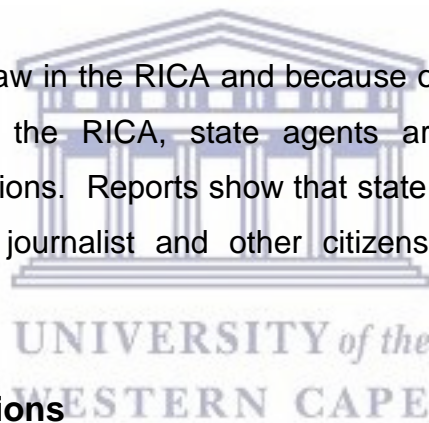 aw in the RICA and because o
the RICA, state agents ar
ions. Reports show that state
journalist and other citizens
UNIVERSITY of the
ions WESTERN CAPE